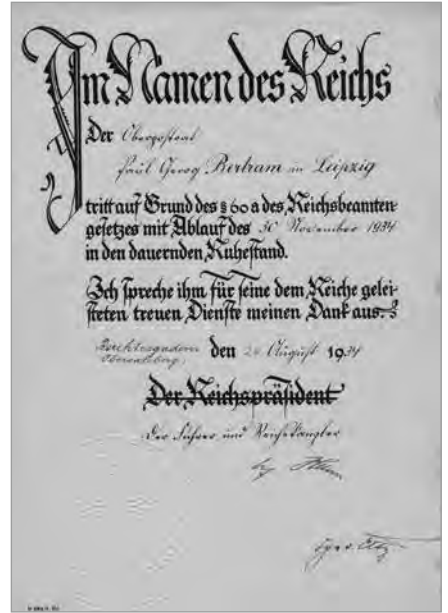 Im Namen des Reichs
Der Oberpostrat
Paul Georg Bertram in Leipzig
tritt auf Grund des § 60 a des Reichsbeamten-
gesetzes mit Ablauf des 30 November 1934
in den dauernden Ruhestand.
Ich spreche ihm für seine dem Reiche gelei-
steten treuen Dienste meinen Dank aus.
Berchtesgaden
Obersalzberg, den 24 August 1934
Der Reichspräsident
Der Führer und Reichskanzler